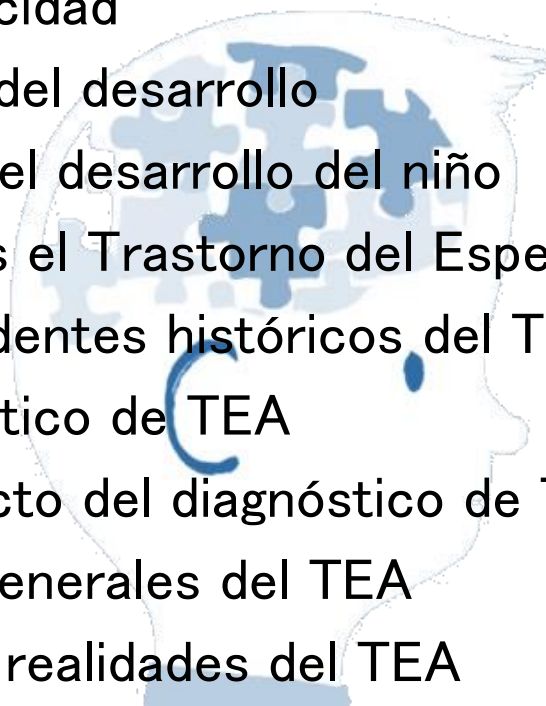 cidad
del desarrollo
el desarrollo del niño
s el Trastorno del Espe
dentes históricos del T
tico de TEA
cto del diagnóstico de T
enerales del TEA
realidades del TEA